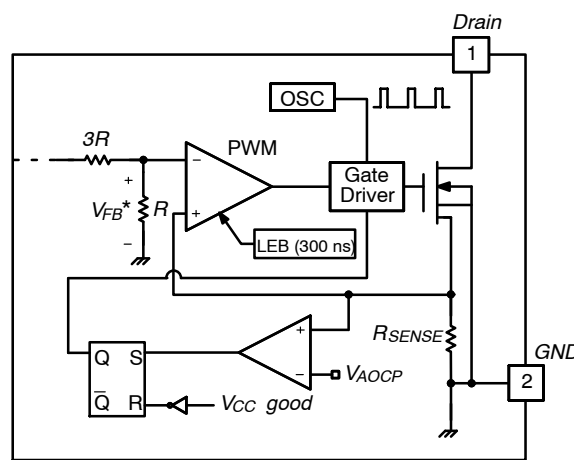 Drain
1
OSC
3R
PWM
−
+
Gate
Driver
+
V_FB*
−
R
+
LEB (300 ns)
R_SENSE
GND
2
+
−
V_AOCP
Q
S
Q̅
R
V_CC good